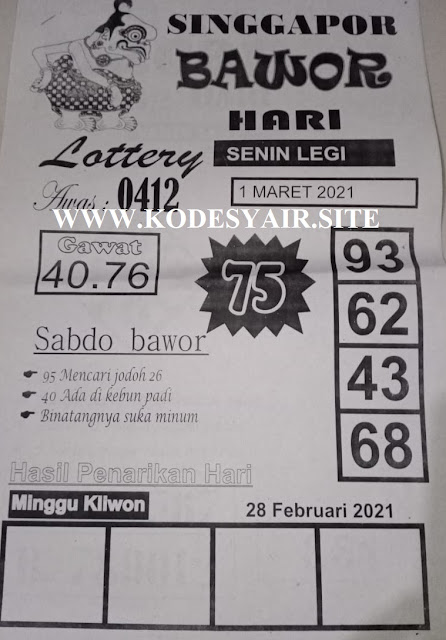 SINGGAPOR
BAWOR
HARI
Lottery
SENIN LEGI
Awas : 0412
1 MARET 2021
WWW.KODESYAIR.SITE
Gawat
40.76
75
93
62
43
68
Sabdo bawor
95 Mencari jodoh 26
40 Ada di kebun padi
Binatangnya suka minum
Hasil Penarikan Hari
Minggu Kliwon
28 Februari 2021